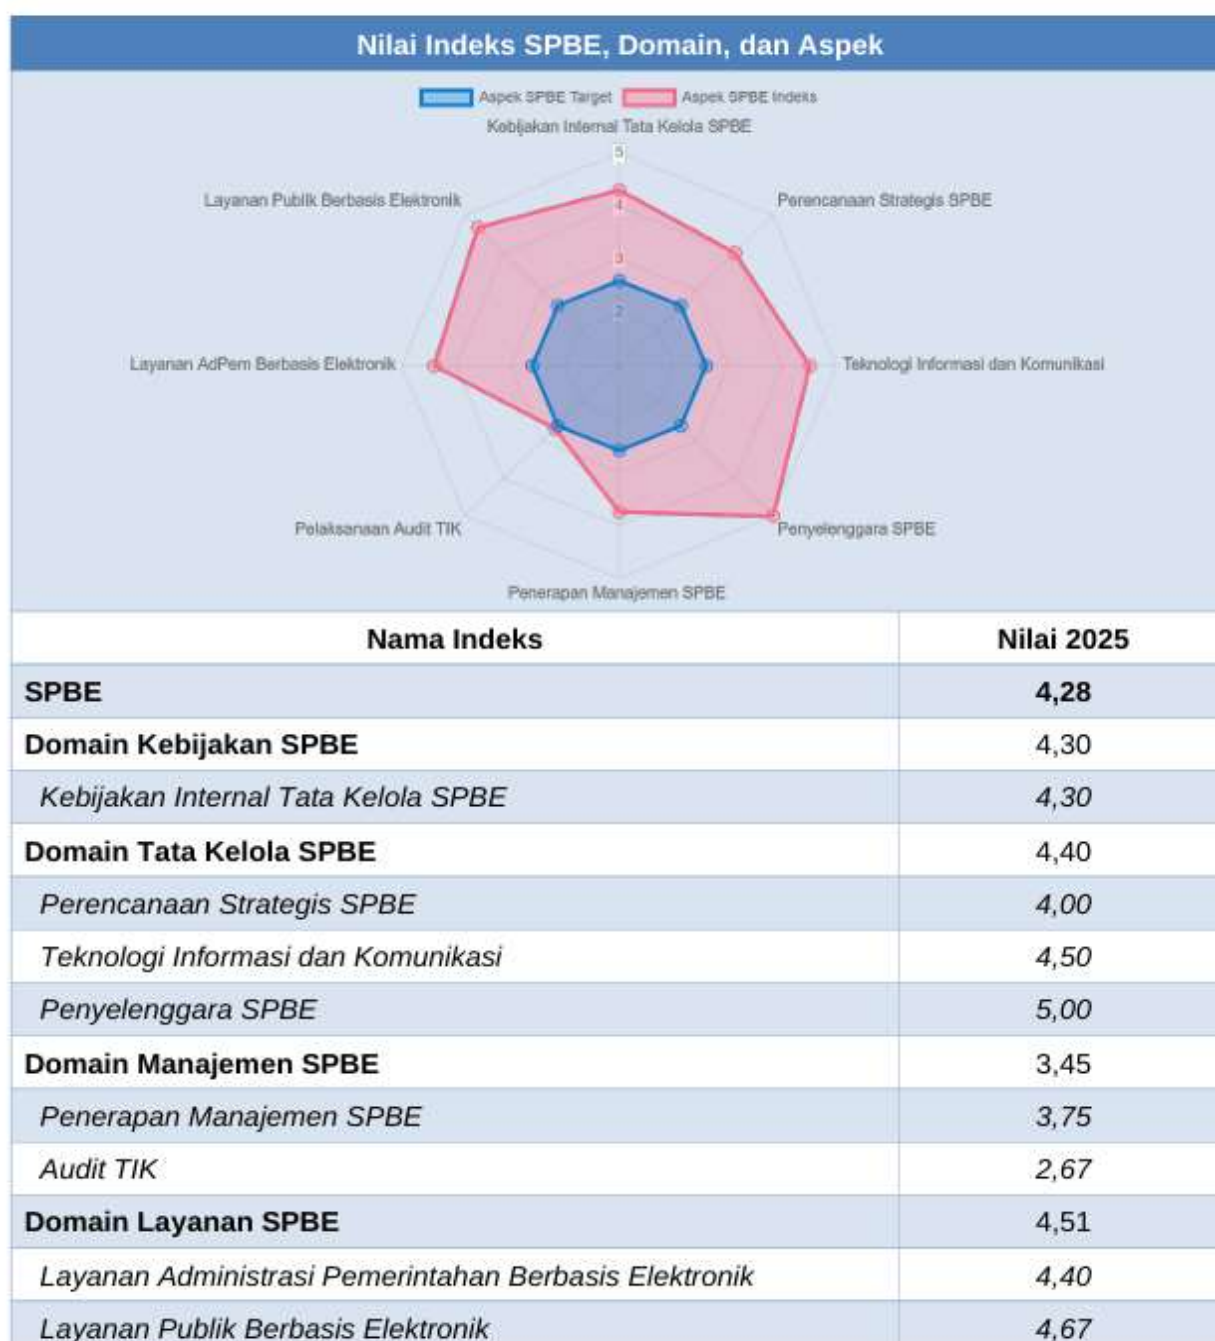 Nilai Indeks SPBE, Domain, dan Aspek
Aspek SPBE Target Aspek SPBE Indeks
Kebijakan Internal Tata Kelola SPBE
5
Layanan Publik Berbasis Elektronik
Perencanaan Strategis SPBE
4
3
2
Layanan AdPem Berbasis Elektronik
Teknologi Informasi dan Komunikasi
Pelaksanaan Audit TIK
Penyelenggara SPBE
Penerapan Manajemen SPBE
Nama Indeks Nilai 2025
SPBE 4,28
Domain Kebijakan SPBE 4,30
Kebijakan Internal Tata Kelola SPBE 4,30
Domain Tata Kelola SPBE 4,40
Perencanaan Strategis SPBE 4,00
Teknologi Informasi dan Komunikasi 4,50
Penyelenggara SPBE 5,00
Domain Manajemen SPBE 3,45
Penerapan Manajemen SPBE 3,75
Audit TIK 2,67
Domain Layanan SPBE 4,51
Layanan Administrasi Pemerintahan Berbasis Elektronik 4,40
Layanan Publik Berbasis Elektronik 4,67